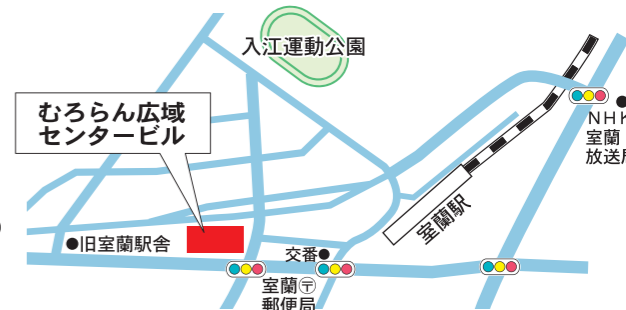 入江運動公園
むろらん広域
センタービル
NHK
室蘭
放送局
室蘭駅
●旧室蘭駅舎
交番●
室蘭〶
郵便局